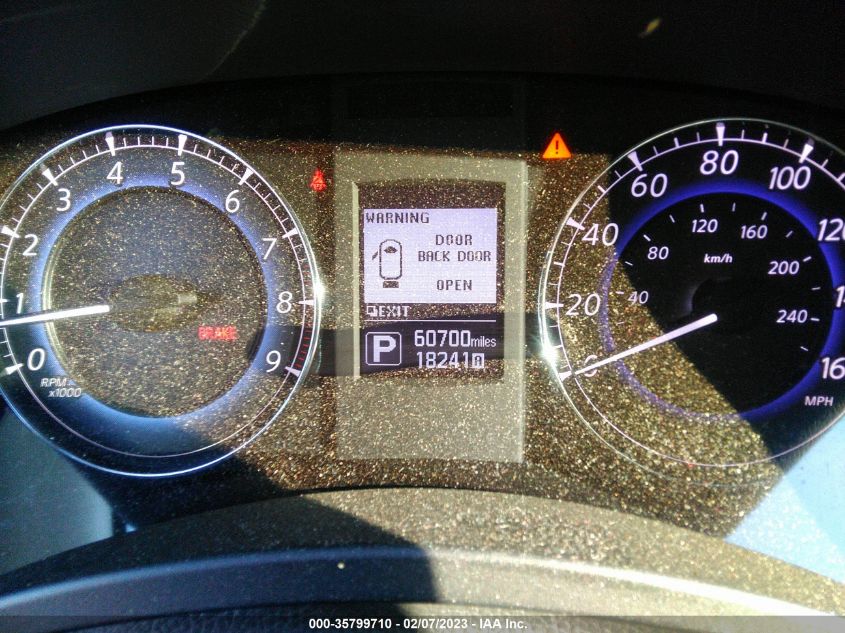 0 1 2 3 4 5 6 7 8 9
RPM
x1000
BRAKE
WARNING
DOOR
BACK DOOR
OPEN
EXIT
P
60700miles
18241A
20 40 60 80 100
40 80 120 160 200 240
km/h
MPH
000-35799710 - 02/07/2023 - IAA Inc.